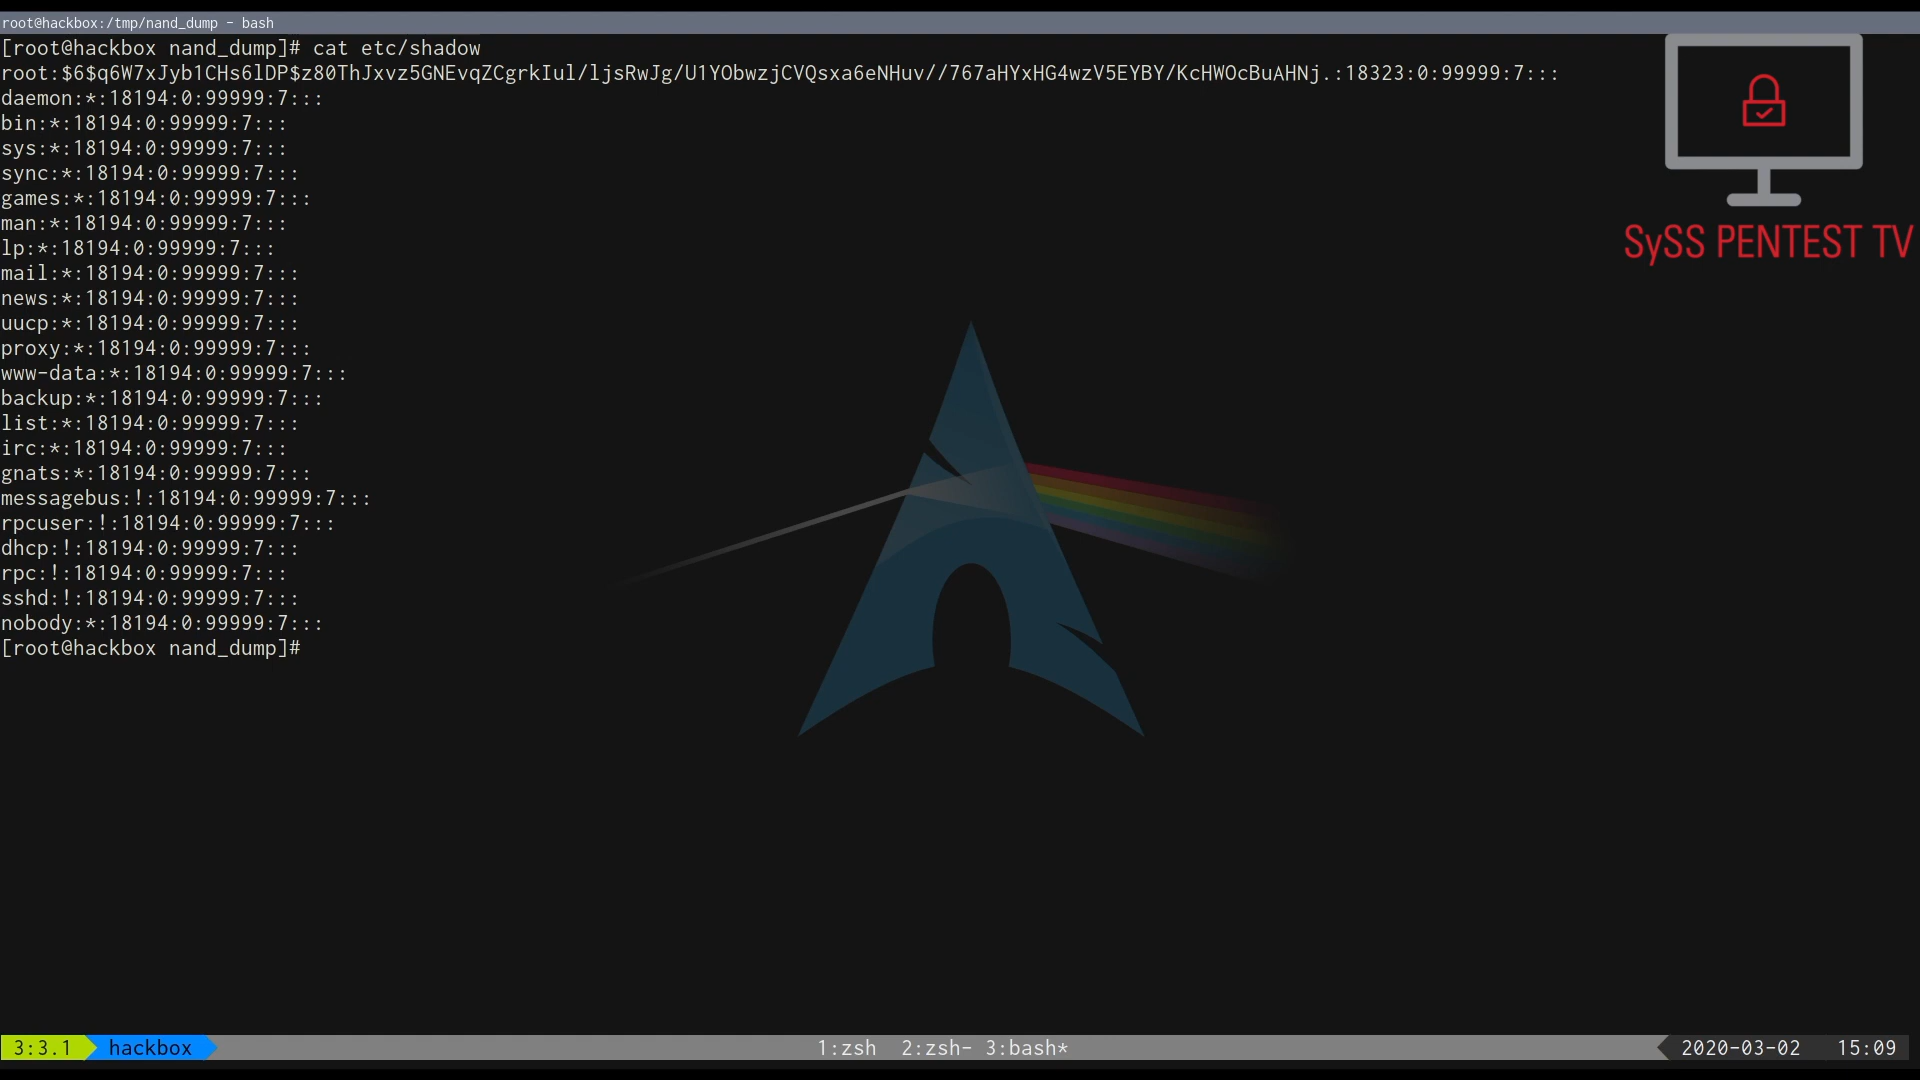 root@hackbox:/tmp/nand_dump - bash
[root@hackbox nand_dump]# cat etc/shadow
root:$6$q6W7xJyb1CHs6lDP$z80ThJxvz5GNEvqZCgrkIul/ljsRwJg/U1YObwzjCVQsxa6eNHuv//767aHYxHG4wzV5EYBY/KcHWOcBuAHNj.:18323:0:99999:7:::
daemon:*:18194:0:99999:7:::
bin:*:18194:0:99999:7:::
sys:*:18194:0:99999:7:::
sync:*:18194:0:99999:7:::
games:*:18194:0:99999:7:::
man:*:18194:0:99999:7:::
lp:*:18194:0:99999:7:::
mail:*:18194:0:99999:7:::
news:*:18194:0:99999:7:::
uucp:*:18194:0:99999:7:::
proxy:*:18194:0:99999:7:::
www-data:*:18194:0:99999:7:::
backup:*:18194:0:99999:7:::
list:*:18194:0:99999:7:::
irc:*:18194:0:99999:7:::
gnats:*:18194:0:99999:7:::
messagebus:!:18194:0:99999:7:::
rpcuser:!:18194:0:99999:7:::
dhcp:!:18194:0:99999:7:::
rpc:!:18194:0:99999:7:::
sshd:!:18194:0:99999:7:::
nobody:*:18194:0:99999:7:::
[root@hackbox nand_dump]#
SySS PENTEST TV
3:3.1 hackbox 1:zsh 2:zsh- 3:bash* 2020-03-02 15:09